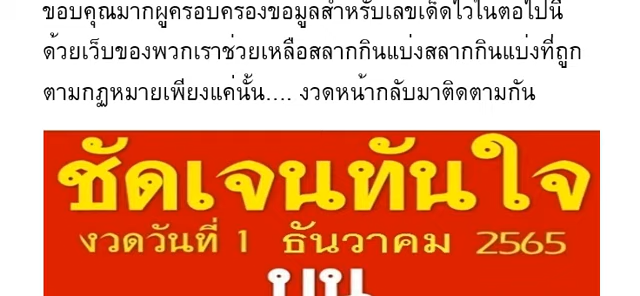 ขอบคุณมากผู้ครอบครองข้อมูลสำหรับเลขเด็ดไว้ในต่อไปนี้
ด้วยเว็บของพวกเราช่วยเหลือสลากกินแบ่งสลากกินแบ่งที่ถูก
ตามกฏหมายเพียงแค่นั้น.... งวดหน้ากลับมาติดตามกัน
ชัดเจนทันใจ
งวดวันที่ 1 ธันวาคม 2565
บน